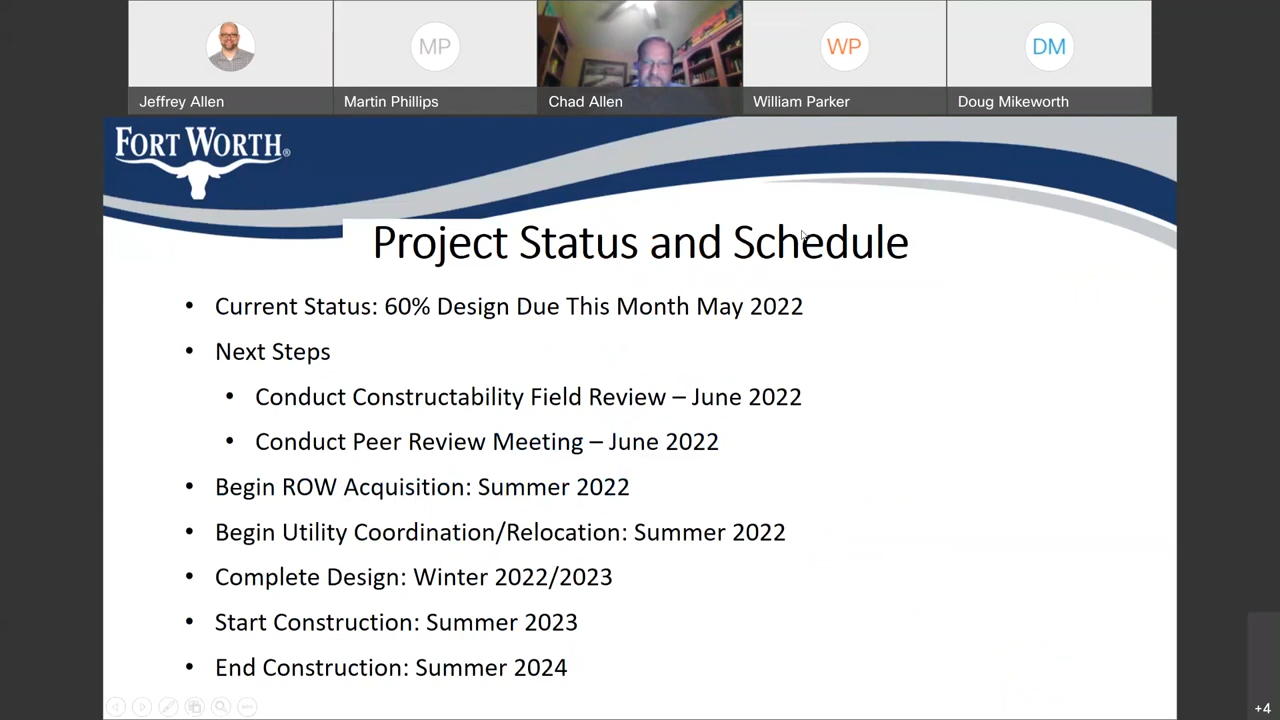 MP
WP
DM
Jeffrey Allen
Martin Phillips
Chad Allen
William Parker
Doug Mikeworth
FORT WORTH®
Project Status and Schedule
• Current Status: 60% Design Due This Month May 2022
• Next Steps
• Conduct Constructability Field Review – June 2022
• Conduct Peer Review Meeting – June 2022
• Begin ROW Acquisition: Summer 2022
• Begin Utility Coordination/Relocation: Summer 2022
• Complete Design: Winter 2022/2023
• Start Construction: Summer 2023
• End Construction: Summer 2024
+4